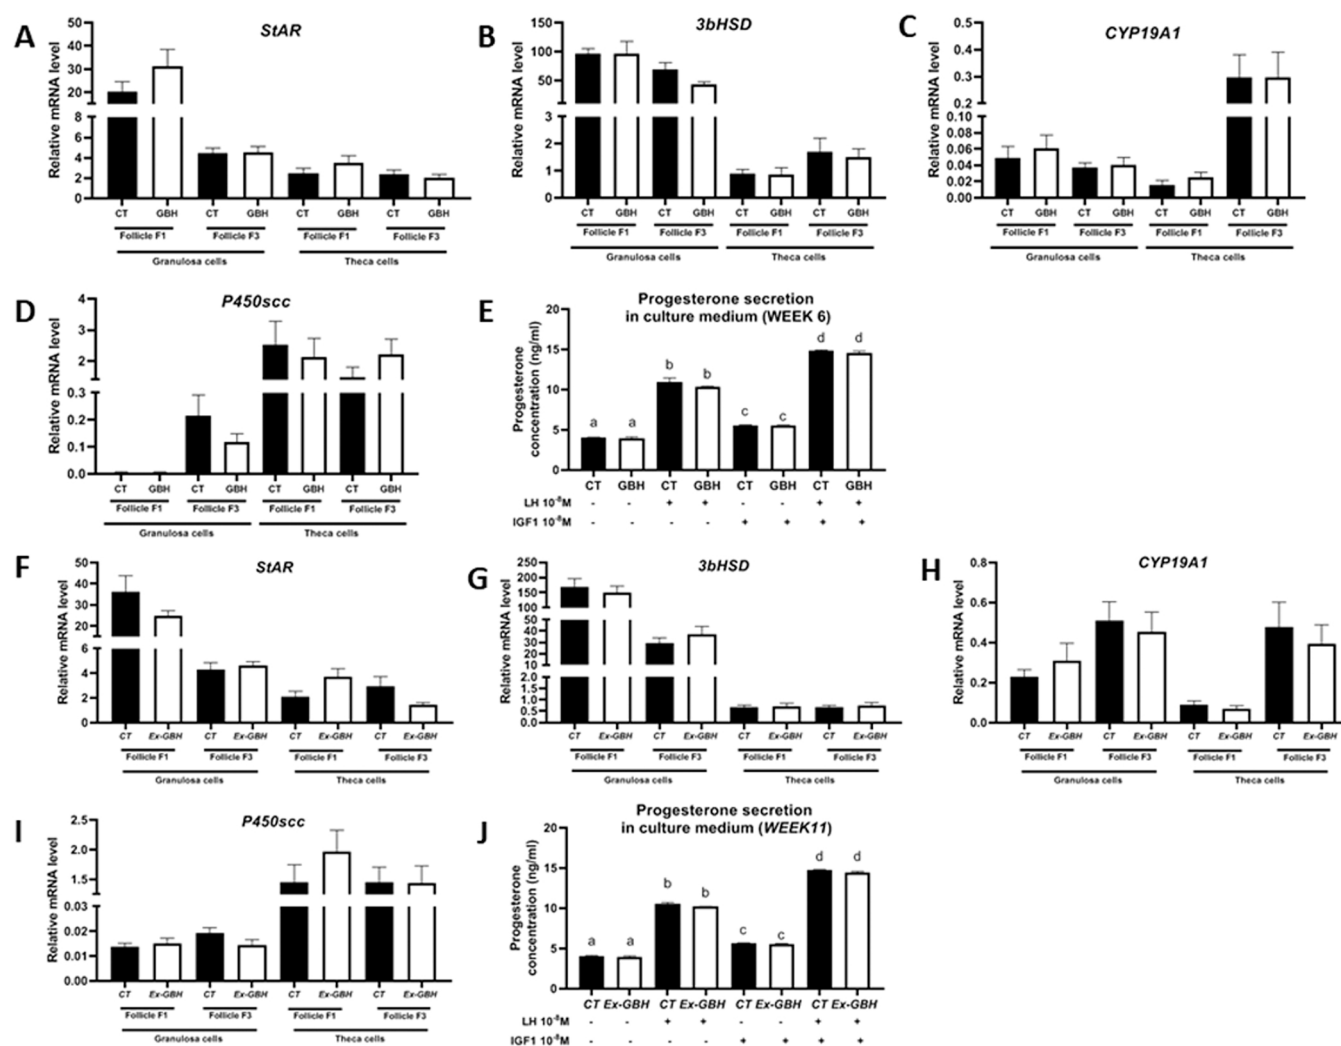 A
StAR
Relative mRNA level
50
40
30
20
8
6
4
2
0
CT GBH CT GBH CT GBH CT GBH
Follicle F1 Follicle F3 Follicle F1 Follicle F3
Granulosa cells Theca cells
B
3bHSD
Relative mRNA level
150
100
50
3
2
1
0
CT GBH CT GBH CT GBH CT GBH
Follicle F1 Follicle F3 Follicle F1 Follicle F3
Granulosa cells Theca cells
C
CYP19A1
Relative mRNA level
0.5
0.4
0.3
0.2
0.10
0.08
0.06
0.04
0.02
0.00
CT GBH CT GBH CT GBH CT GBH
Follicle F1 Follicle F3 Follicle F1 Follicle F3
Granulosa cells Theca cells
D
P450scc
Relative mRNA level
4
3
2
0.3
0.2
0.1
0.0
CT GBH CT GBH CT GBH CT GBH
Follicle F1 Follicle F3 Follicle F1 Follicle F3
Granulosa cells Theca cells
E
Progesterone secretion
in culture medium (WEEK 6)
Progesterone
concentration (ng/ml)
20
15
10
5
0
a a b b c c d d
CT GBH CT GBH CT GBH CT GBH
LH 10⁻⁸M - - + + - - + +
IGF1 10⁻⁸M - - - - + + + +
F
StAR
Relative mRNA level
50
40
30
20
6
4
2
0
CT Ex-GBH CT Ex-GBH CT Ex-GBH CT Ex-GBH
Follicle F1 Follicle F3 Follicle F1 Follicle F3
Granulosa cells Theca cells
G
3bHSD
Relative mRNA level
250
200
150
100
50
40
30
20
10
2.0
1.5
1.0
0.5
0.0
CT Ex-GBH CT Ex-GBH CT Ex-GBH CT Ex-GBH
Follicle F1 Follicle F3 Follicle F1 Follicle F3
Granulosa cells Theca cells
H
CYP19A1
Relative mRNA level
0.8
0.6
0.4
0.2
0.0
CT Ex-GBH CT Ex-GBH CT Ex-GBH CT Ex-GBH
Follicle F1 Follicle F3 Follicle F1 Follicle F3
Granulosa cells Theca cells
I
P450scc
Relative mRNA level
2.5
2.0
1.5
0.03
0.02
0.01
0.00
CT Ex-GBH CT Ex-GBH CT Ex-GBH CT Ex-GBH
Follicle F1 Follicle F3 Follicle F1 Follicle F3
Granulosa cells Theca cells
J
Progesterone secretion
in culture medium (WEEK11)
Progesterone
concentration (ng/ml)
20
15
10
5
0
a a b b c c d d
CT Ex-GBH CT Ex-GBH CT Ex-GBH CT Ex-GBH
LH 10⁻⁸M - - + + - - + +
IGF1 10⁻⁸M - - - - + + + +